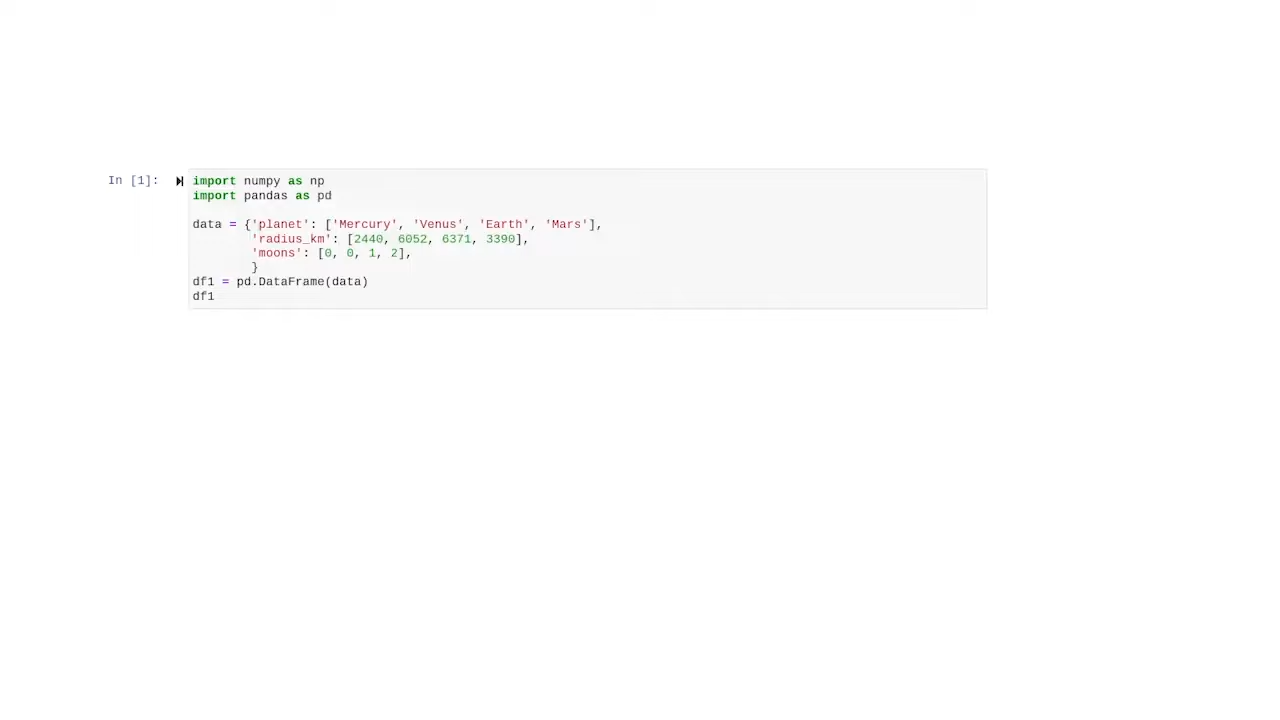 In [1]:
import numpy as np
import pandas as pd
data = {'planet': ['Mercury', 'Venus', 'Earth', 'Mars'],
'radius_km': [2440, 6052, 6371, 3390],
'moons': [0, 0, 1, 2],
}
df1 = pd.DataFrame(data)
df1